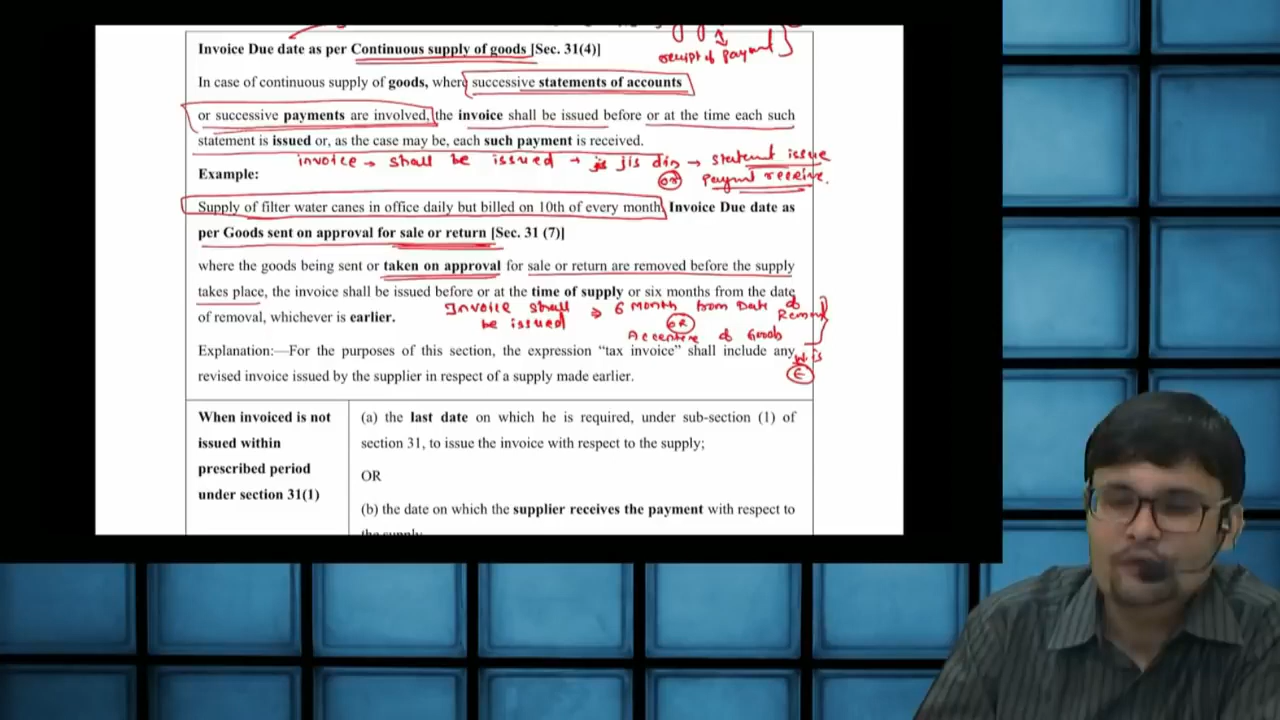 receipt of payment
Invoice Due date as per Continuous supply of goods [Sec. 31(4)]
In case of continuous supply of goods, where successive statements of accounts
or successive payments are involved, the invoice shall be issued before or at the time each such
statement is issued or, as the case may be, each such payment is received.
invoice → shall be issued → jis din → statement issue
OR payment receive.
Example:
Supply of filter water canes in office daily but billed on 10th of every month. Invoice Due date as
per Goods sent on approval for sale or return [Sec. 31 (7)]
where the goods being sent or taken on approval for sale or return are removed before the supply
takes place, the invoice shall be issued before or at the time of supply or six months from the date
of removal, whichever is earlier.
Invoice shall be issued ⇒ 6 Month from Date of Removal
OR
of Goods
W.is
E
Explanation:—For the purposes of this section, the expression “tax invoice” shall include any
revised invoice issued by the supplier in respect of a supply made earlier.
When invoiced is not
issued within
prescribed period
under section 31(1)
(a) the last date on which he is required, under sub-section (1) of
section 31, to issue the invoice with respect to the supply;
OR
(b) the date on which the supplier receives the payment with respect to
the supply.